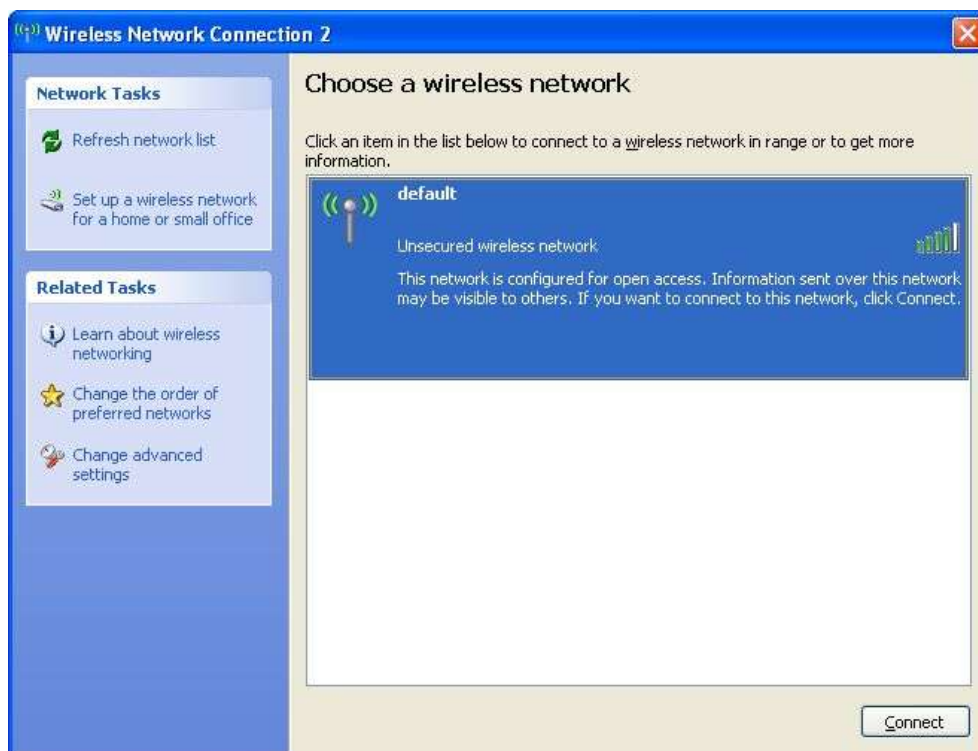 Wireless Network Connection 2
Network Tasks
Refresh network list
Set up a wireless network
for a home or small office
Related Tasks
Learn about wireless
networking
Change the order of
preferred networks
Change advanced
settings
Choose a wireless network
Click an item in the list below to connect to a wireless network in range or to get more
information.
default
Unsecured wireless network
This network is configured for open access. Information sent over this network
may be visible to others. If you want to connect to this network, click Connect.
Connect